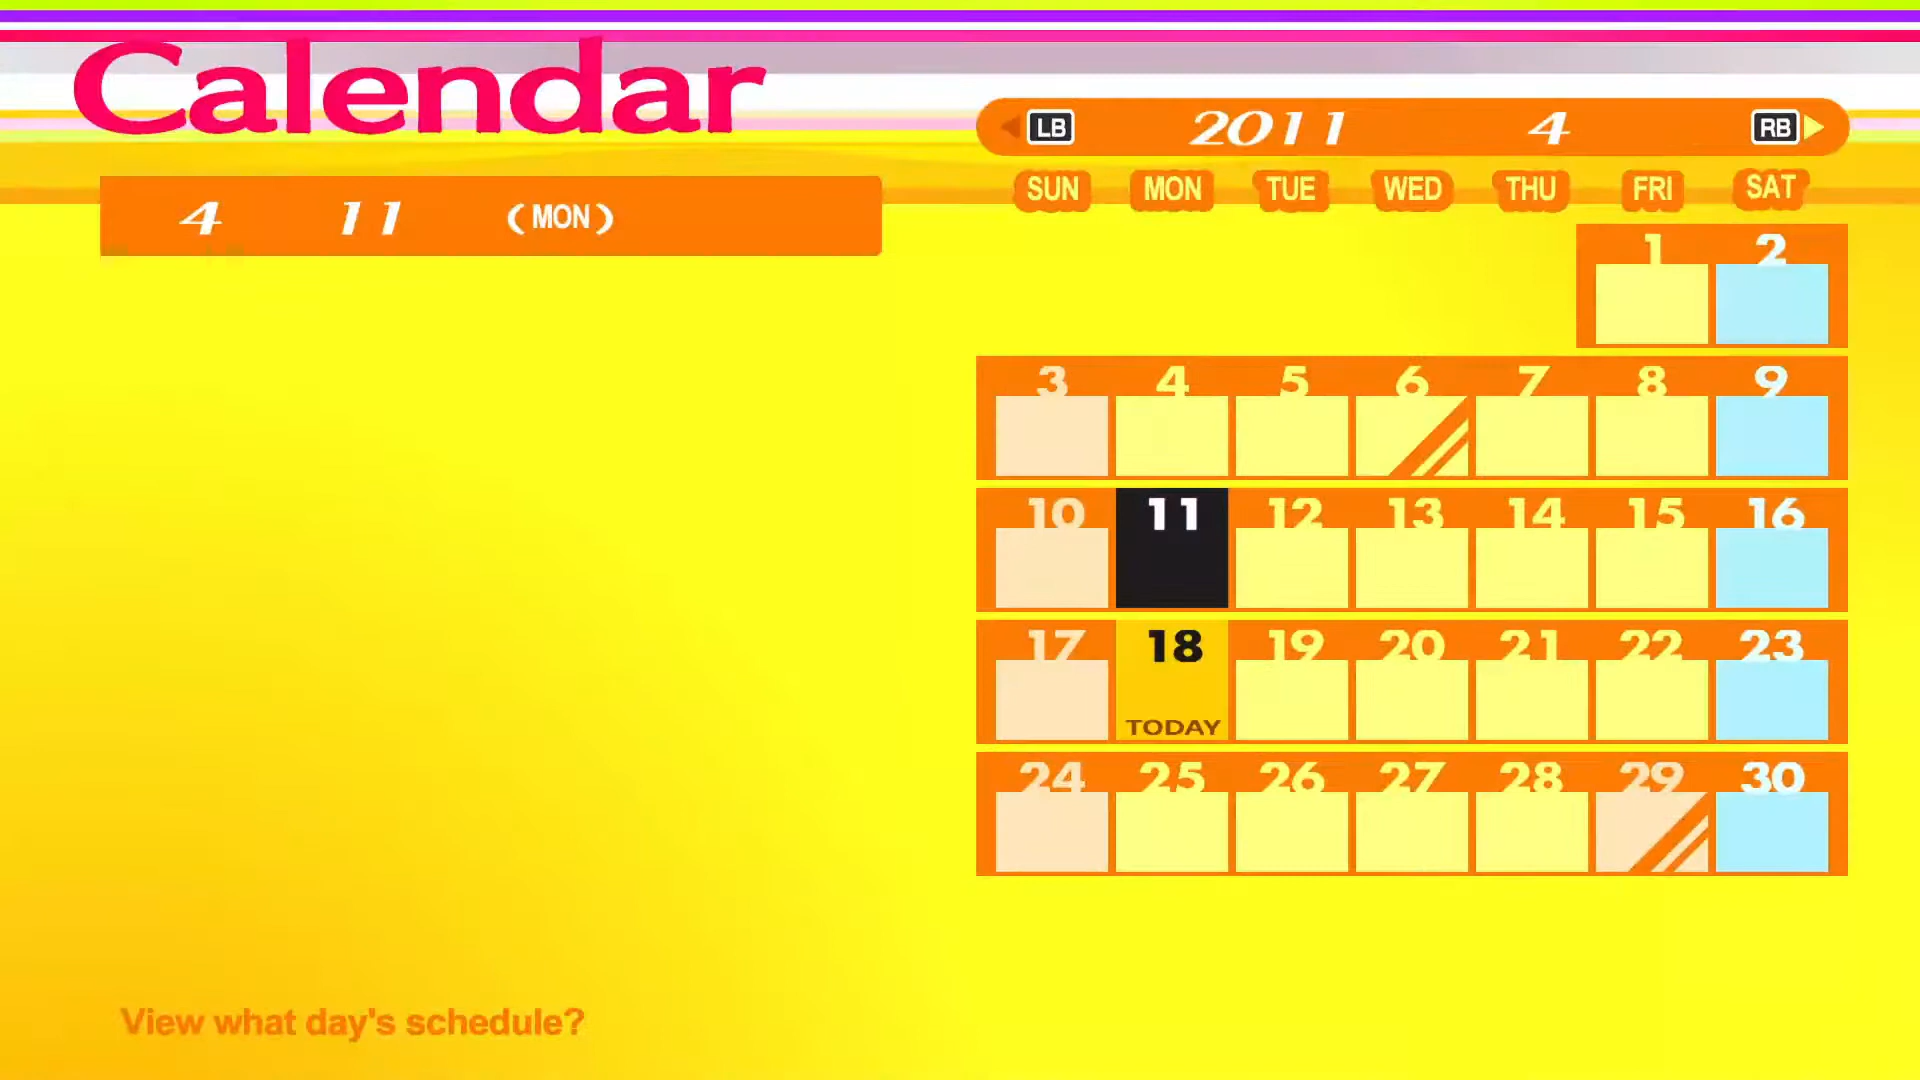 Calendar
LB 2011 4 RB
4 11 (MON)
SUN MON TUE WED THU FRI SAT
1 2
3 4 5 6 7 8 9
10 11 12 13 14 15 16
17 18 19 20 21 22 23
TODAY
24 25 26 27 28 29 30
View what day's schedule?